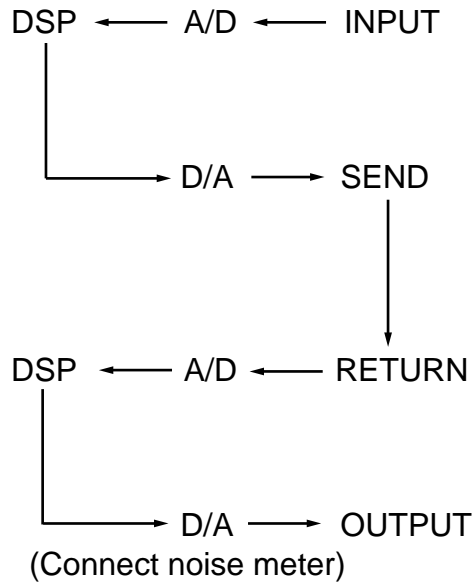 DSP A/D INPUT
D/A SEND
DSP A/D RETURN
D/A OUTPUT
(Connect noise meter)